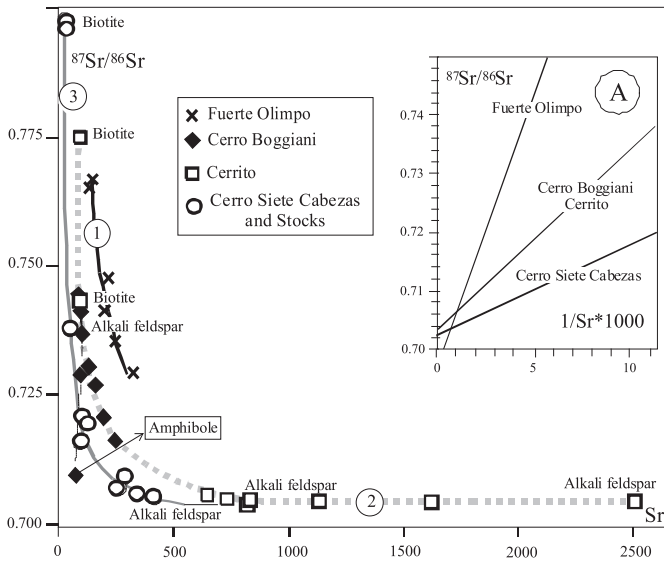 Biotite
⁸⁷Sr/⁸⁶Sr
3
0.775
Biotite
Fuerte Olimpo
Cerro Boggiani
Cerrito
Cerro Siete Cabezas
and Stocks
1
0.750
Biotite
Alkali feldspar
0.725
Amphibole
Alkali feldspar
Alkali feldspar
Alkali feldspar
2
0.700
Sr
0
500
1000
1500
2000
2500
⁸⁷Sr/⁸⁶Sr
A
0.74
Fuerte Olimpo
0.73
Cerro Boggiani
Cerrito
0.72
Cerro Siete Cabezas
0.71
1/Sr*1000
0.70
0
5
10